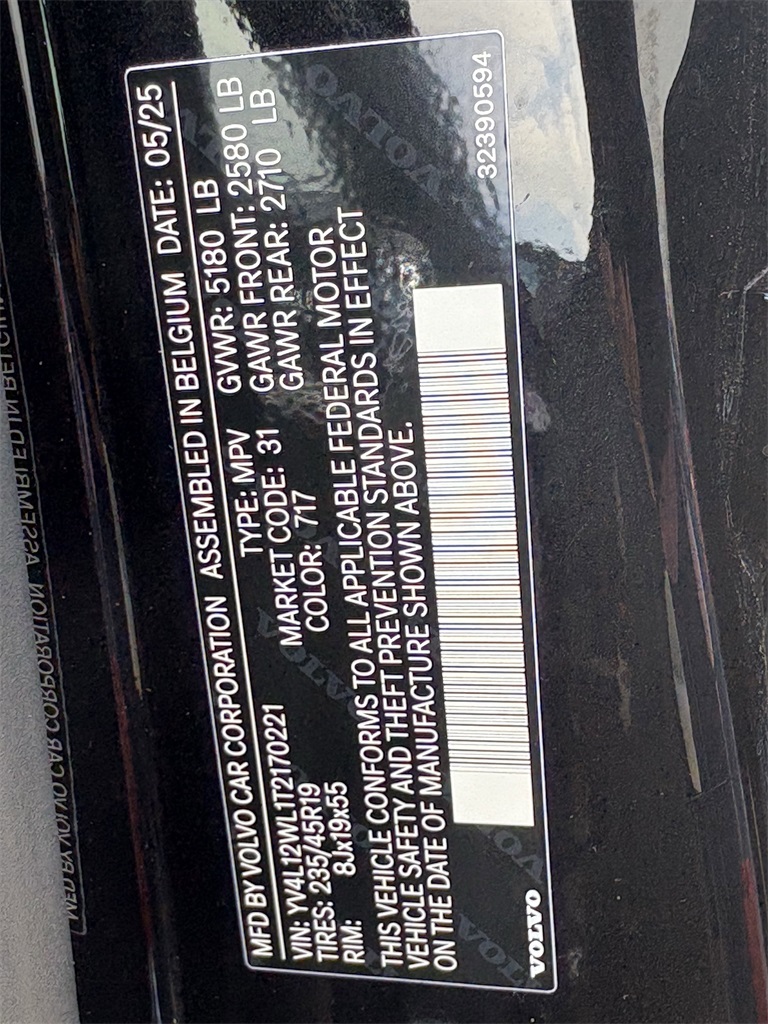 MFD BY VOLVO CAR CORPORATION ASSEMBLED IN BELGIUM DATE: 05/25
VIN: YV4L12WL1T2170221 TYPE: MPV GVWR: 5180 LB
TIRES: 235/45R19 MARKET CODE: 31 GAWR FRONT: 2580 LB
RIM: 8Jx19x55 COLOR: 717 GAWR REAR: 2710 LB
THIS VEHICLE CONFORMS TO ALL APPLICABLE FEDERAL MOTOR
VEHICLE SAFETY AND THEFT PREVENTION STANDARDS IN EFFECT
ON THE DATE OF MANUFACTURE SHOWN ABOVE.
VOLVO 32390594